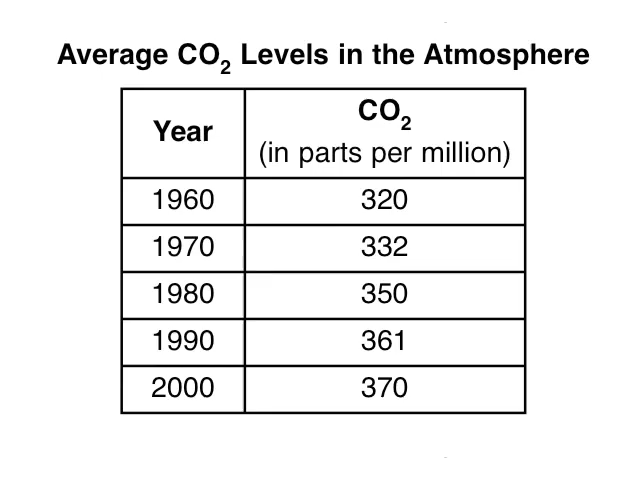 Average CO₂ Levels in the Atmosphere
Year
CO₂
(in parts per million)
1960 320
1970 332
1980 350
1990 361
2000 370